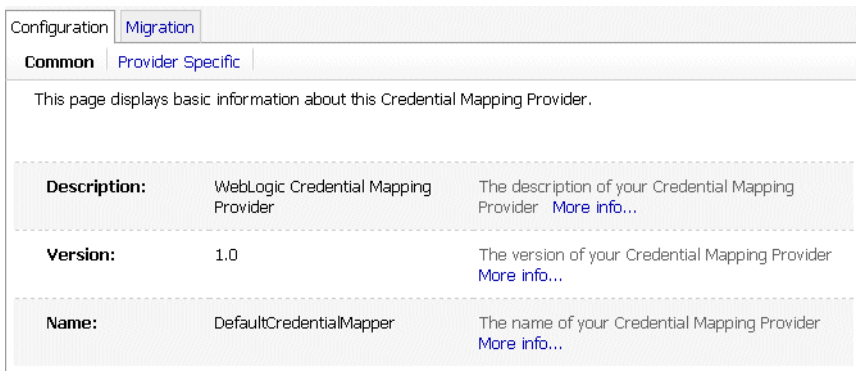 Configuration Migration
Common Provider Specific
This page displays basic information about this Credential Mapping Provider.
Description: WebLogic Credential Mapping The description of your Credential Mapping
Provider Provider More info...
Version: 1.0 The version of your Credential Mapping Provider
More info...
Name: DefaultCredentialMapper The name of your Credential Mapping Provider
More info...